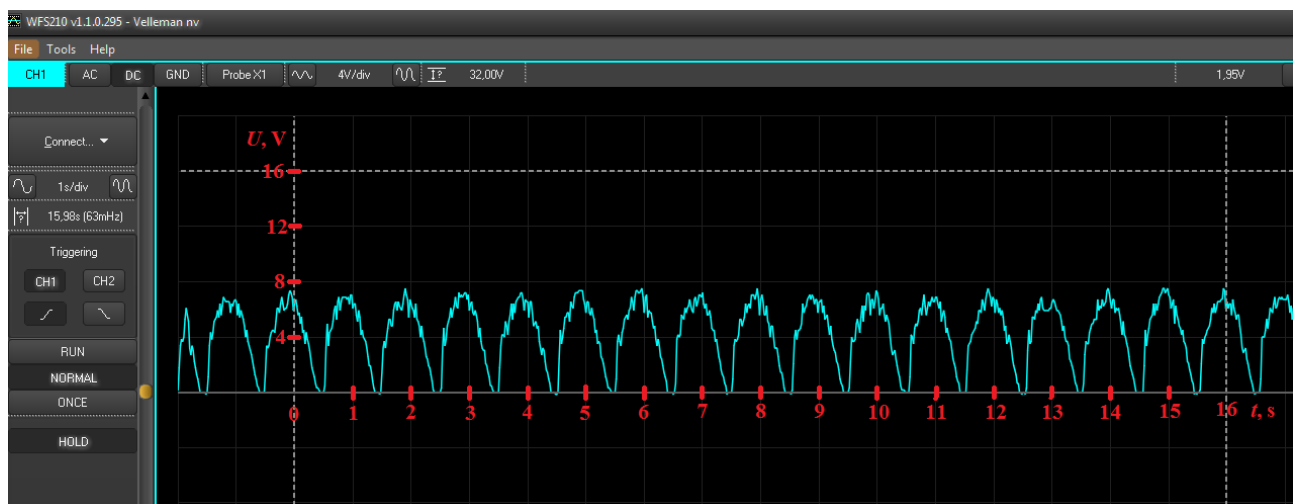 WFS210 v1.1.0.295 - Velleman nv
File Tools Help
CH1 AC DC GND Probe X1 4V/div I? 32,00V 1,95V
Connect...
1s/div
|?| 15,98s (63mHz)
Triggering
CH1 CH2
RUN
NORMAL
ONCE
HOLD
U, V
16
12
8
4
0 1 2 3 4 5 6 7 8 9 10 11 12 13 14 15 16 t, s